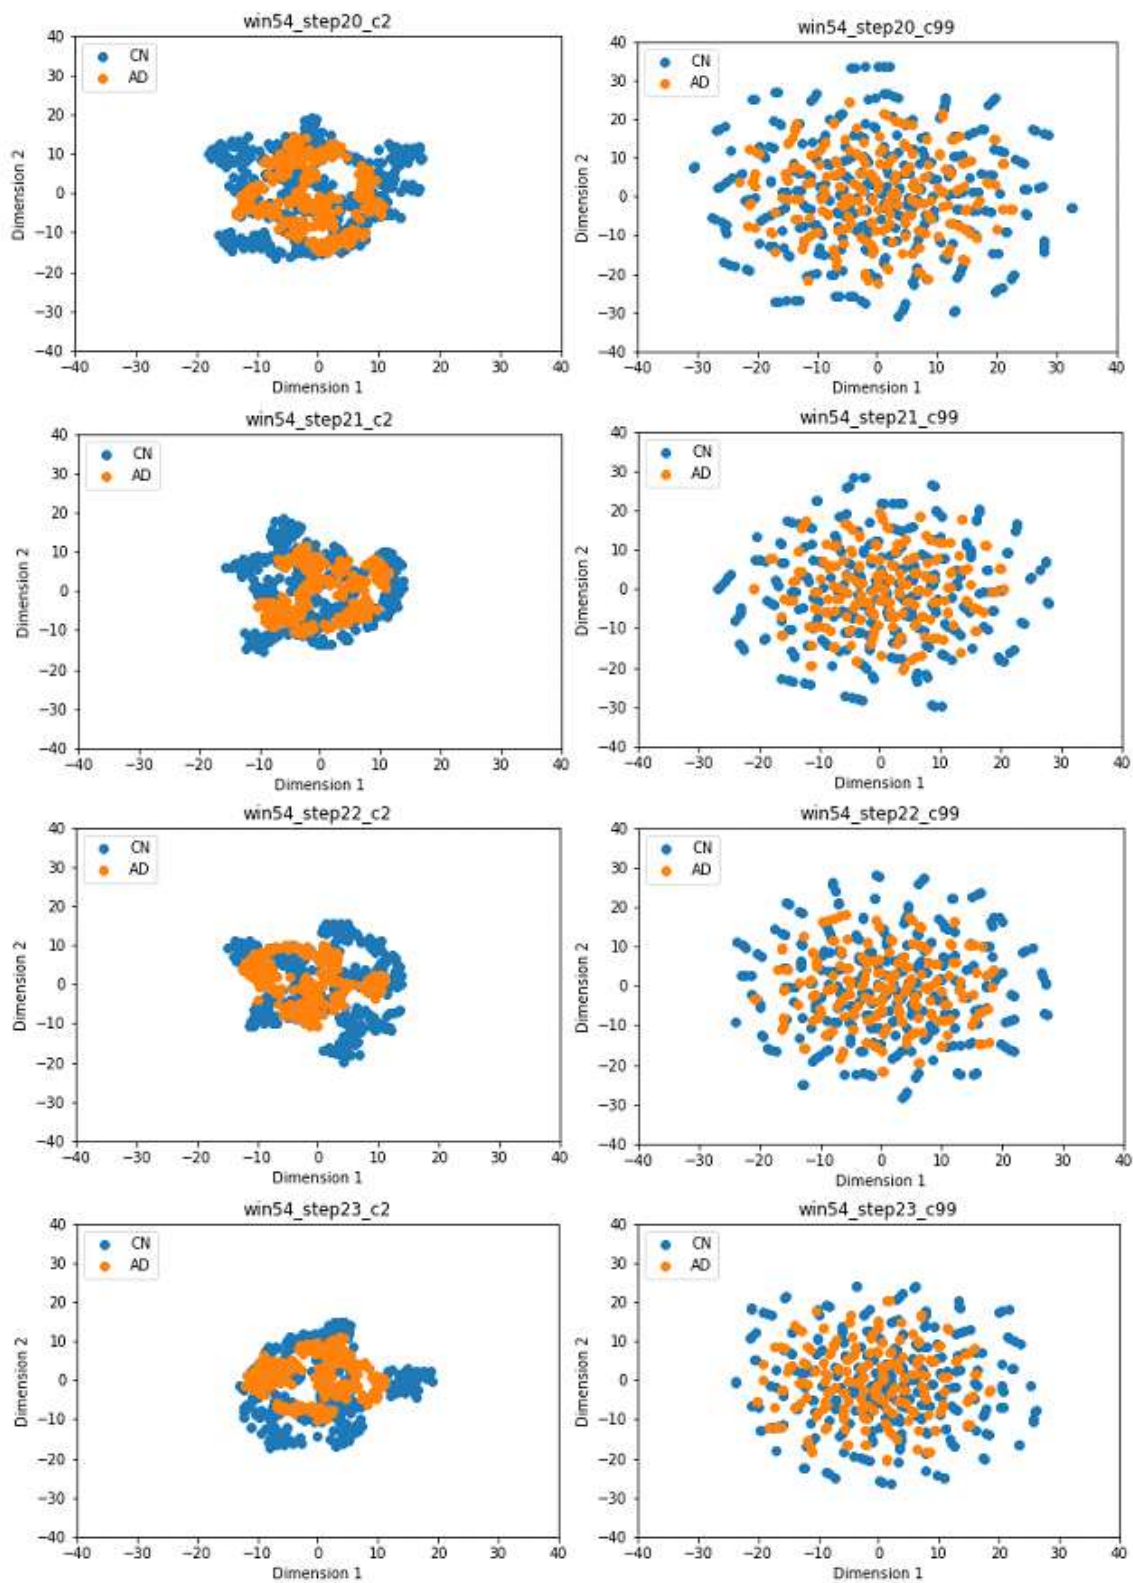 win54_step20_c2
40
30
20
10
0
−10
−20
−30
−40
Dimension 2
CN
AD
−40 −30 −20 −10 0 10 20 30 40
Dimension 1
win54_step20_c99
40
30
20
10
0
−10
−20
−30
−40
Dimension 2
CN
AD
−40 −30 −20 −10 0 10 20 30 40
Dimension 1
win54_step21_c2
40
30
20
10
0
−10
−20
−30
−40
Dimension 2
CN
AD
−40 −30 −20 −10 0 10 20 30 40
Dimension 1
win54_step21_c99
40
30
20
10
0
−10
−20
−30
−40
Dimension 2
CN
AD
−40 −30 −20 −10 0 10 20 30 40
Dimension 1
win54_step22_c2
40
30
20
10
0
−10
−20
−30
−40
Dimension 2
CN
AD
−40 −30 −20 −10 0 10 20 30 40
Dimension 1
win54_step22_c99
40
30
20
10
0
−10
−20
−30
−40
Dimension 2
CN
AD
−40 −30 −20 −10 0 10 20 30 40
Dimension 1
win54_step23_c2
40
30
20
10
0
−10
−20
−30
−40
Dimension 2
CN
AD
−40 −30 −20 −10 0 10 20 30 40
Dimension 1
win54_step23_c99
40
30
20
10
0
−10
−20
−30
−40
Dimension 2
CN
AD
−40 −30 −20 −10 0 10 20 30 40
Dimension 1